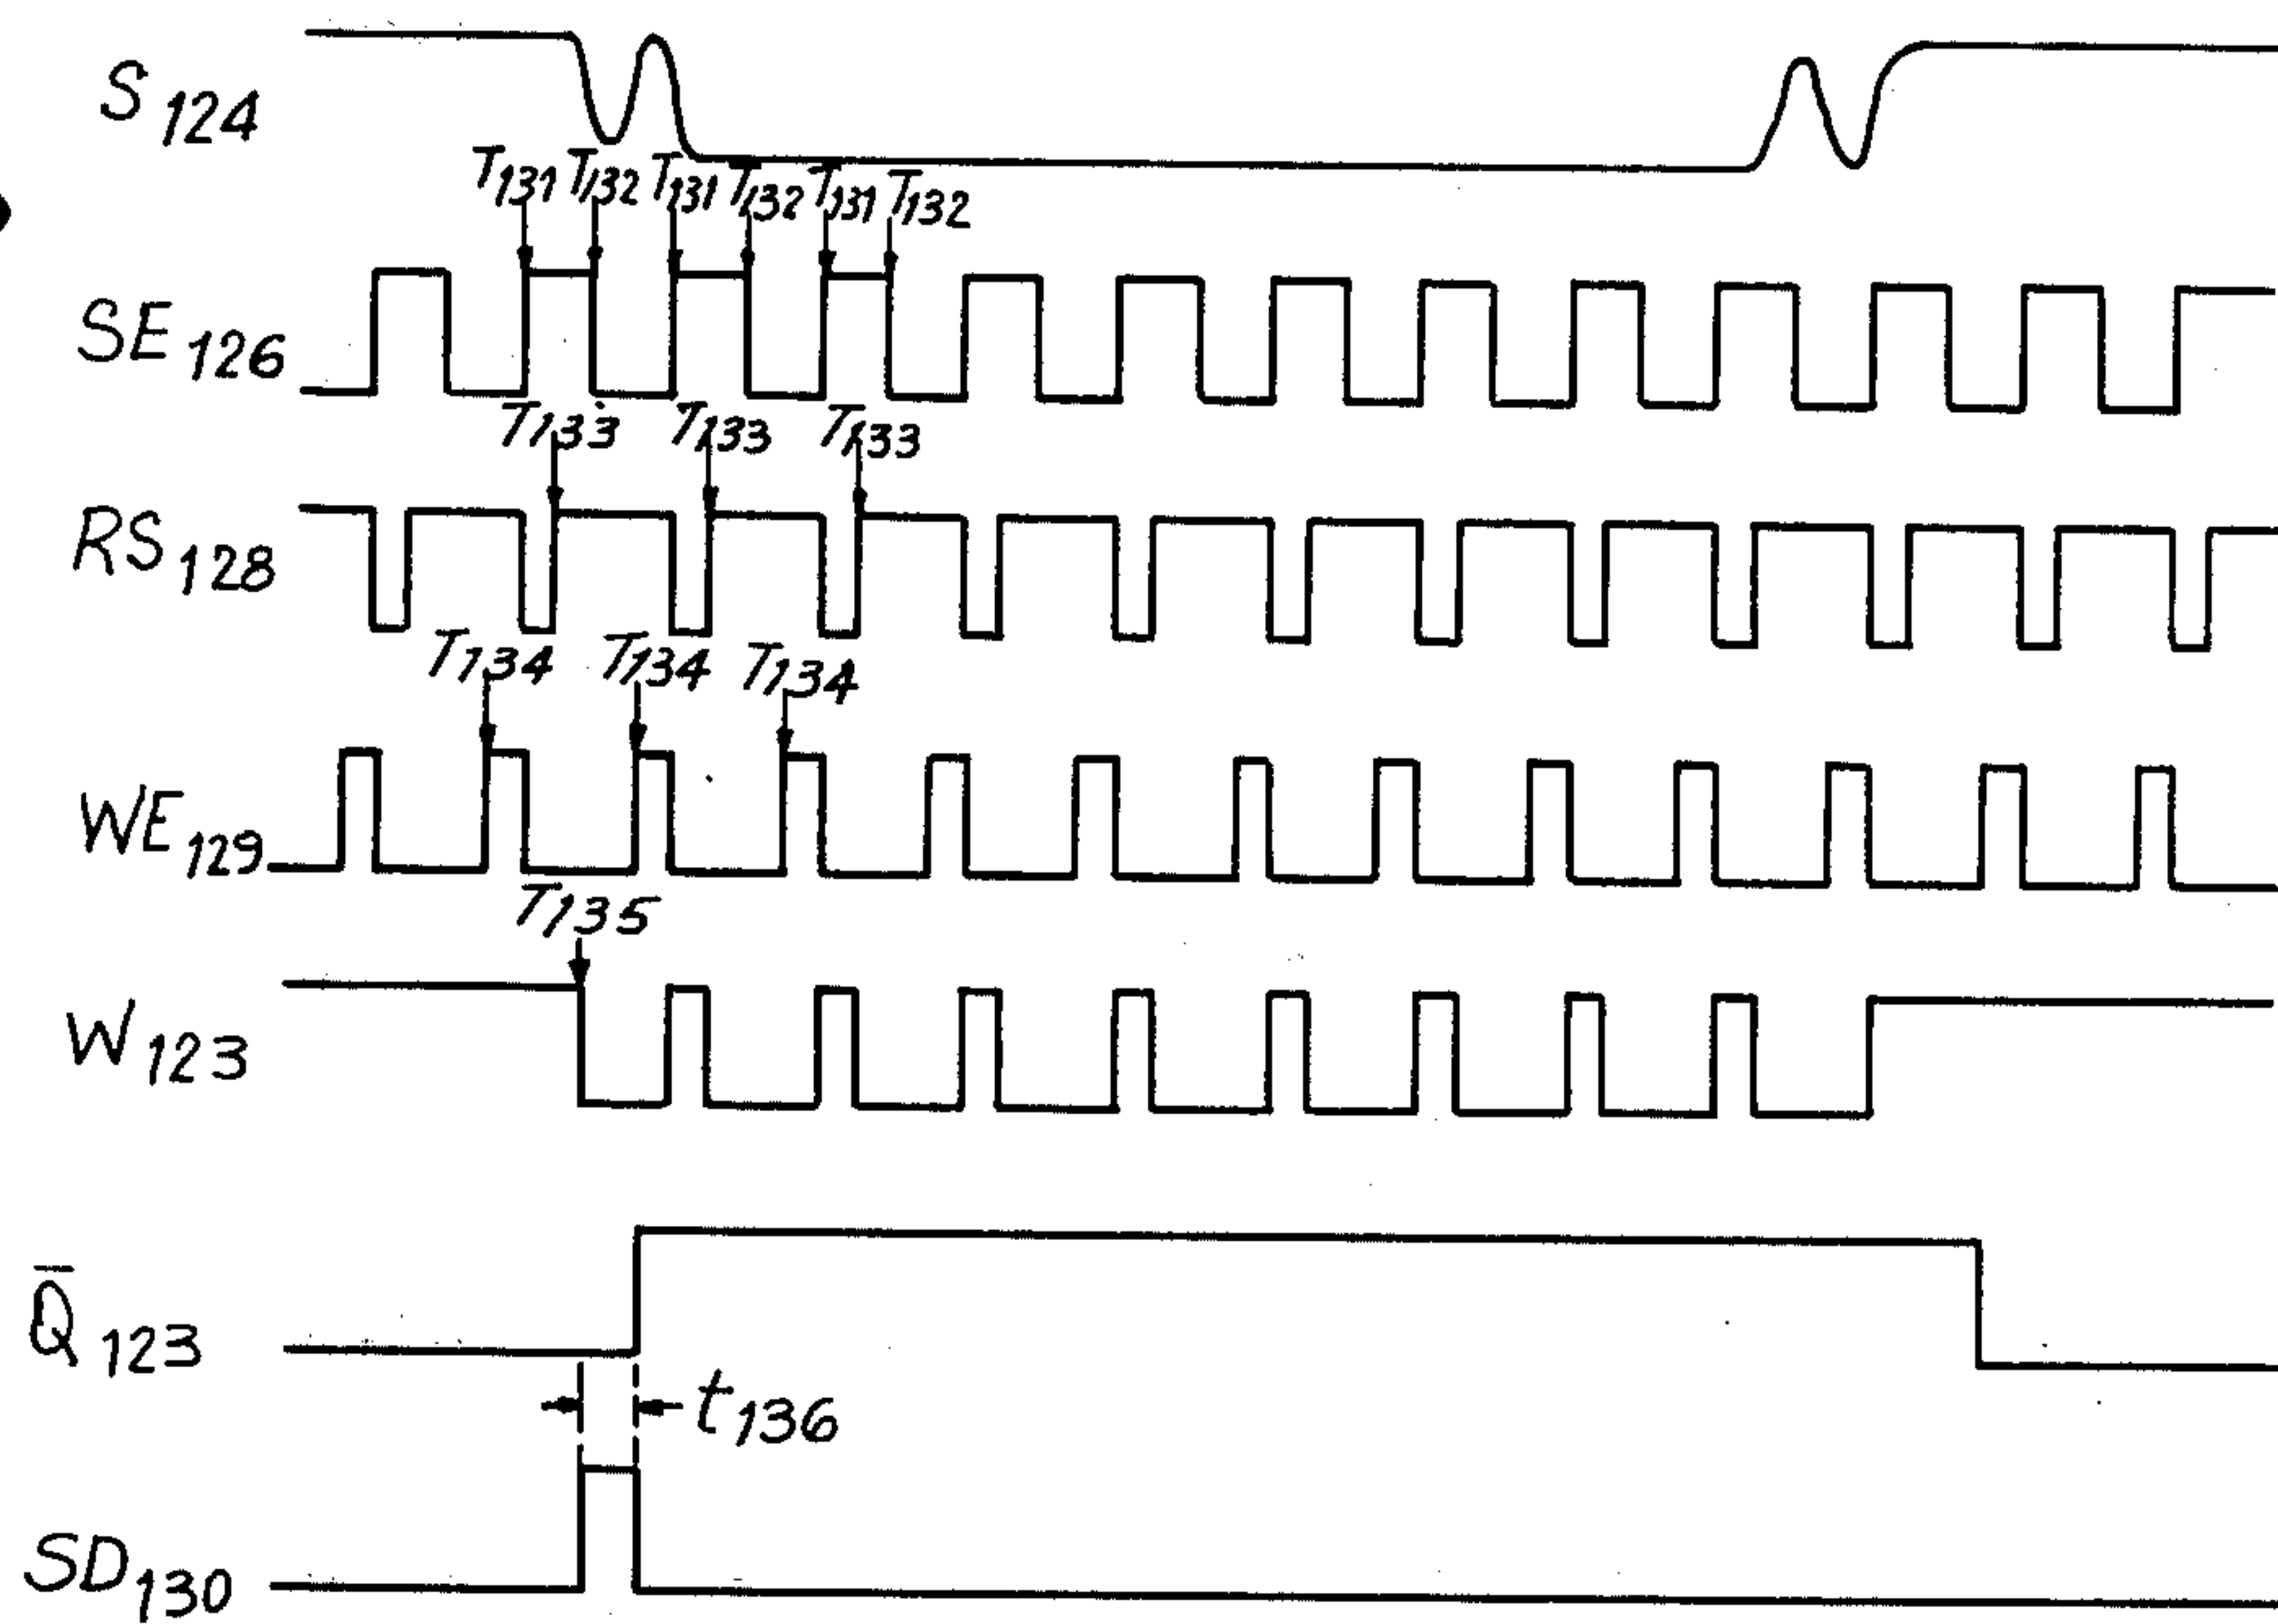 S124
T131 T132 T131 T132 T131 T132
SE126
T133 T133 T133
RS128
T134 T134 T134
WE129
T135
W123
Q̄123
t136
SD130